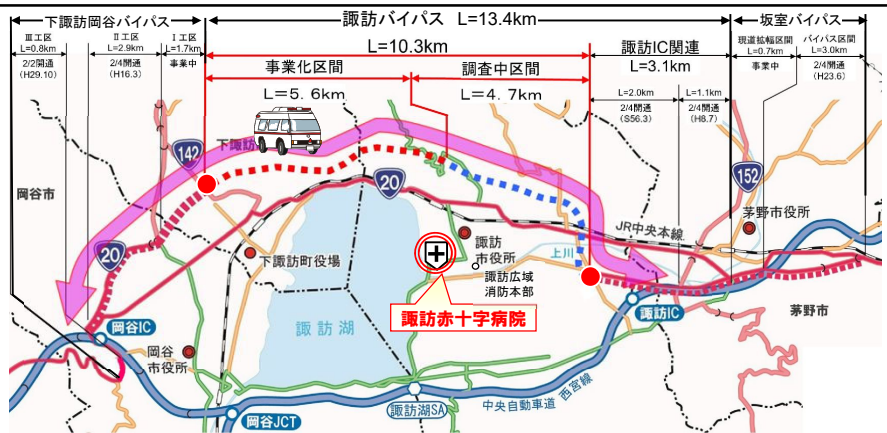 下諏訪岡谷バイパス
諏訪バイパス L=13.4km
坂室バイパス
Ⅲ工区
L=0.8km
2/2開通
(H29.10)
Ⅱ工区
L=2.9km
2/4開通
(H16.3)
Ⅰ工区
L=1.7km
事業中
L=10.3km
諏訪IC関連
L=3.1km
現道拡幅区間
L=0.7km
事業中
バイパス区間
L=3.0km
2/4開通
(H23.6)
事業化区間
L=5.6km
調査中区間
L=4.7km
L=2.0km
2/4開通
(S56.3)
L=1.1km
2/4開通
(H8.7)
142
下諏訪
20
152
岡谷市
茅野市役所
JR中央本線
20
下諏訪町役場
諏訪
市役所
上川
諏訪広域
消防本部
諏訪赤十字病院
諏訪湖
諏訪IC
茅野市
岡谷IC
岡谷
市役所
諏訪湖SA
中央自動車道 西宮線
岡谷JCT